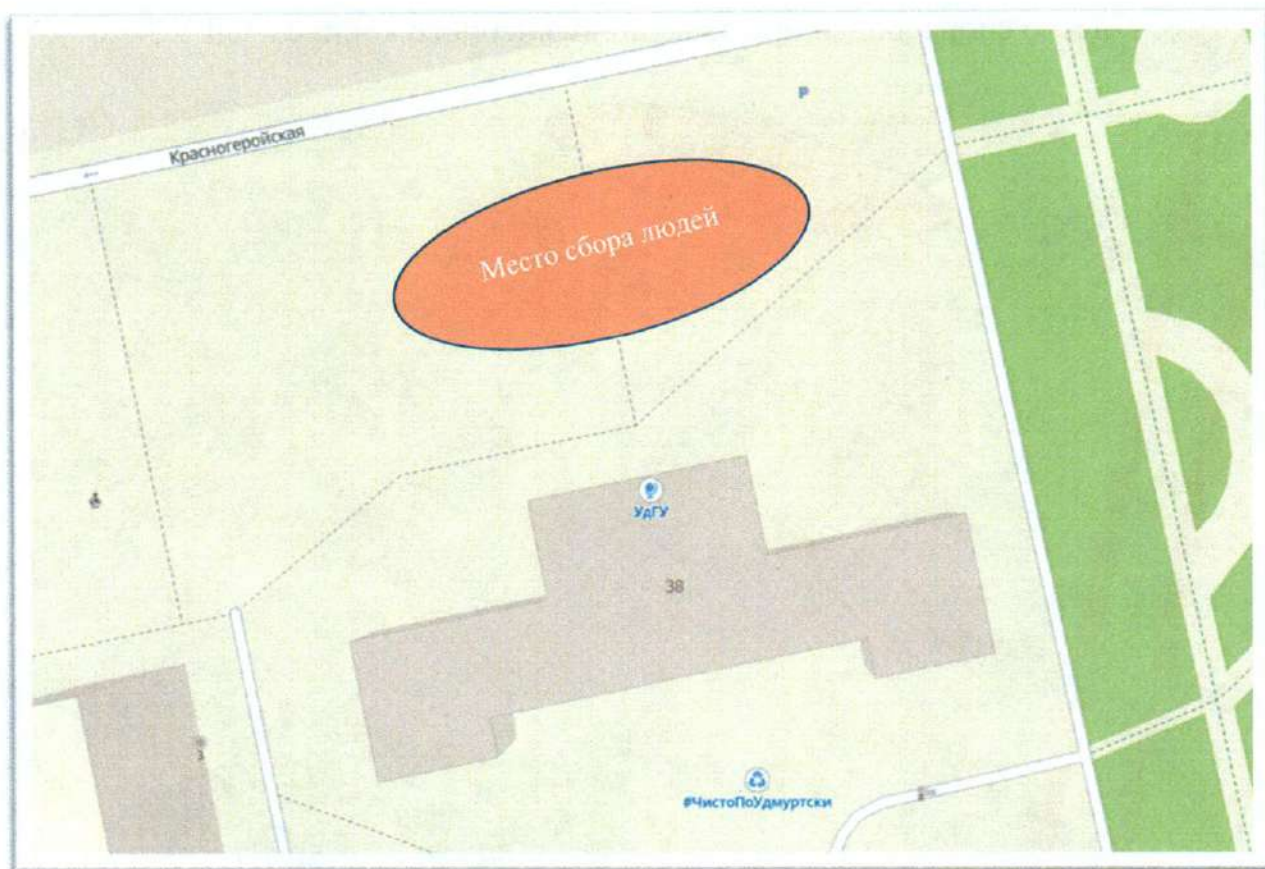 Красногеройская
P
Место сбора людей
УдГУ
38
#ЧистоПоУдмуртски